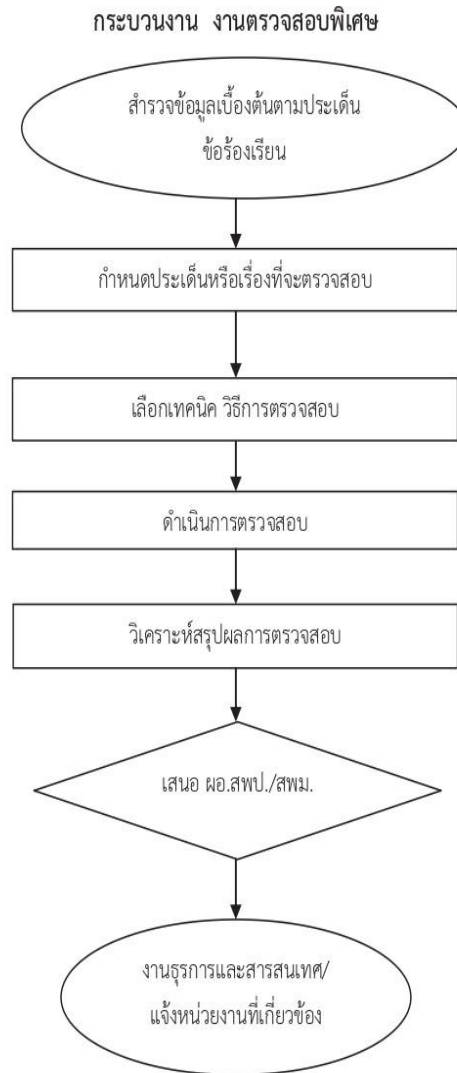 กระบวนงาน งานตรวจสอบพิเศษ
สำรวจข้อมูลเบื้องต้นตามประเด็น
ข้อร้องเรียน
กำหนดประเด็นหรือเรื่องที่จะตรวจสอบ
เลือกเทคนิค วิธีการตรวจสอบ
ดำเนินการตรวจสอบ
วิเคราะห์สรุปผลการตรวจสอบ
เสนอ ผอ.สพป./สพม.
งานธุรการและสารสนเทศ/
แจ้งหน่วยงานที่เกี่ยวข้อง